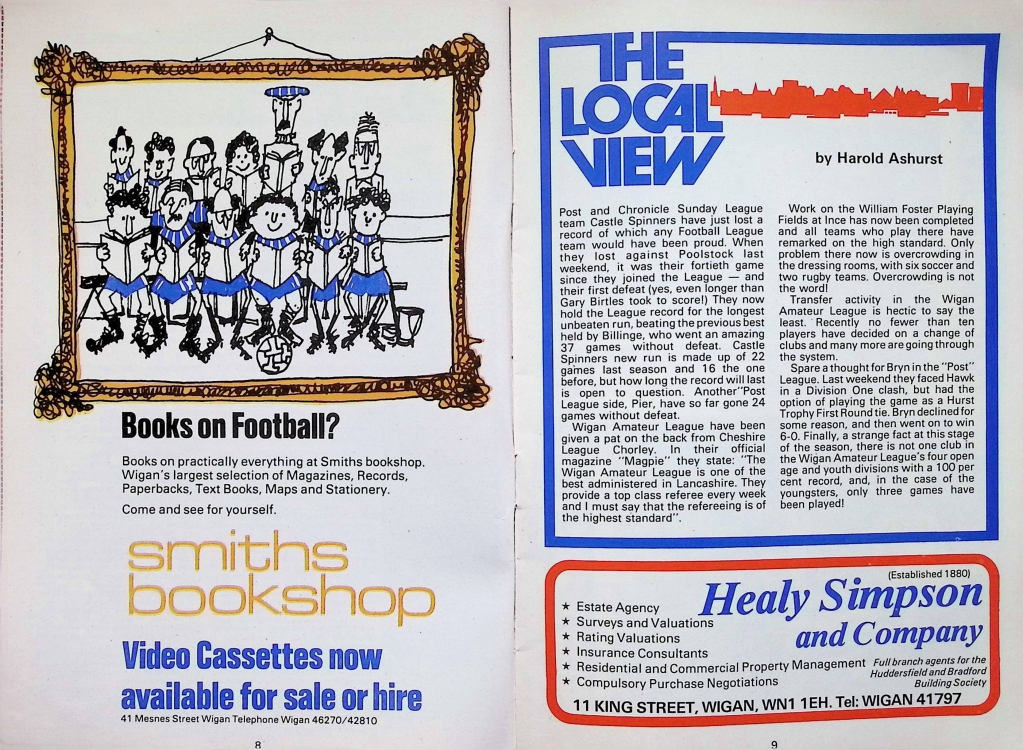 Books on Football?
Books on practically everything at Smiths bookshop.
Wigan's largest selection of Magazines, Records,
Paperbacks, Text Books, Maps and Stationery.
Come and see for yourself.
smiths
bookshop
Video Cassettes now
available for sale or hire
41 Mesnes Street Wigan Telephone Wigan 46270/42810
8
THE
LOCAL
VIEW
by Harold Ashurst
Post and Chronicle Sunday League
team Castle Spinners have just lost a
record of which any Football League
team would have been proud. When
they lost against Poolstock last
weekend, it was their fortieth game
since they joined the League — and
their first defeat (yes, even longer than
Gary Birtles took to score!) They now
hold the League record for the longest
unbeaten run, beating the previous best
held by Billinge, who went an amazing
37 games without defeat. Castle
Spinners new run is made up of 22
games last season and 16 the one
before, but how long the record will last
is open to question. Another "Post
League side, Pier, have so far gone 24
games without defeat.
Wigan Amateur League have been
given a pat on the back from Cheshire
League Chorley. In their official
magazine "Magpie" they state: "The
Wigan Amateur League is one of the
best administered in Lancashire. They
provide a top class referee every week
and I must say that the refereeing is of
the highest standard".
Work on the William Foster Playing
Fields at Ince has now been completed
and all teams who play there have
remarked on the high standard. Only
problem there now is overcrowding in
the dressing rooms, with six soccer and
two rugby teams. Overcrowding is not
the word!
Transfer activity in the Wigan
Amateur League is hectic to say the
least. Recently no fewer than ten
players have decided on a change of
clubs and many more are going through
the system.
Spare a thought for Bryn in the "Post"
League. Last weekend they faced Hawk
in a Division One clash, but had the
option of playing the game as a Hurst
Trophy First Round tie. Bryn declined for
some reason, and then went on to win
6-0. Finally, a strange fact at this stage
of the season, there is not one club in
the Wigan Amateur League's four open
age and youth divisions with a 100 per
cent record, and, in the case of the
youngsters, only three games have
been played!
(Established 1880)
Healy Simpson
and Company
★ Estate Agency
★ Surveys and Valuations
★ Rating Valuations
★ Insurance Consultants
★ Residential and Commercial Property Management
★ Compulsory Purchase Negotiations
Full branch agents for the
Huddersfield and Bradford
Building Society
11 KING STREET, WIGAN, WN1 1EH. Tel: WIGAN 41797
9